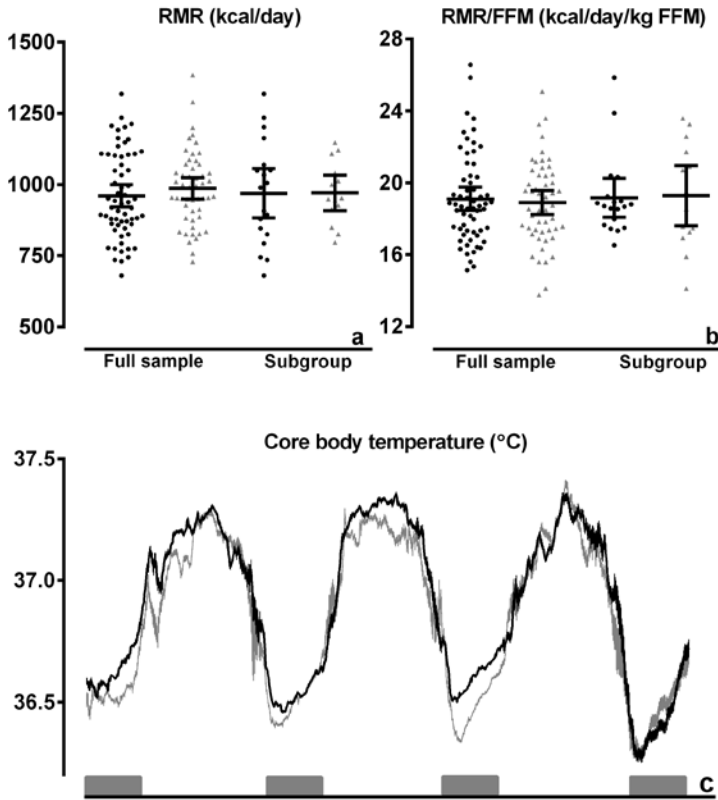 RMR (kcal/day)
1500
1250
1000
750
500
a
Full sample
Subgroup
RMR/FFM (kcal/day/kg FFM)
28
24
20
16
12
b
Full sample
Subgroup
Core body temperature (°C)
37.5
37.0
36.5
c